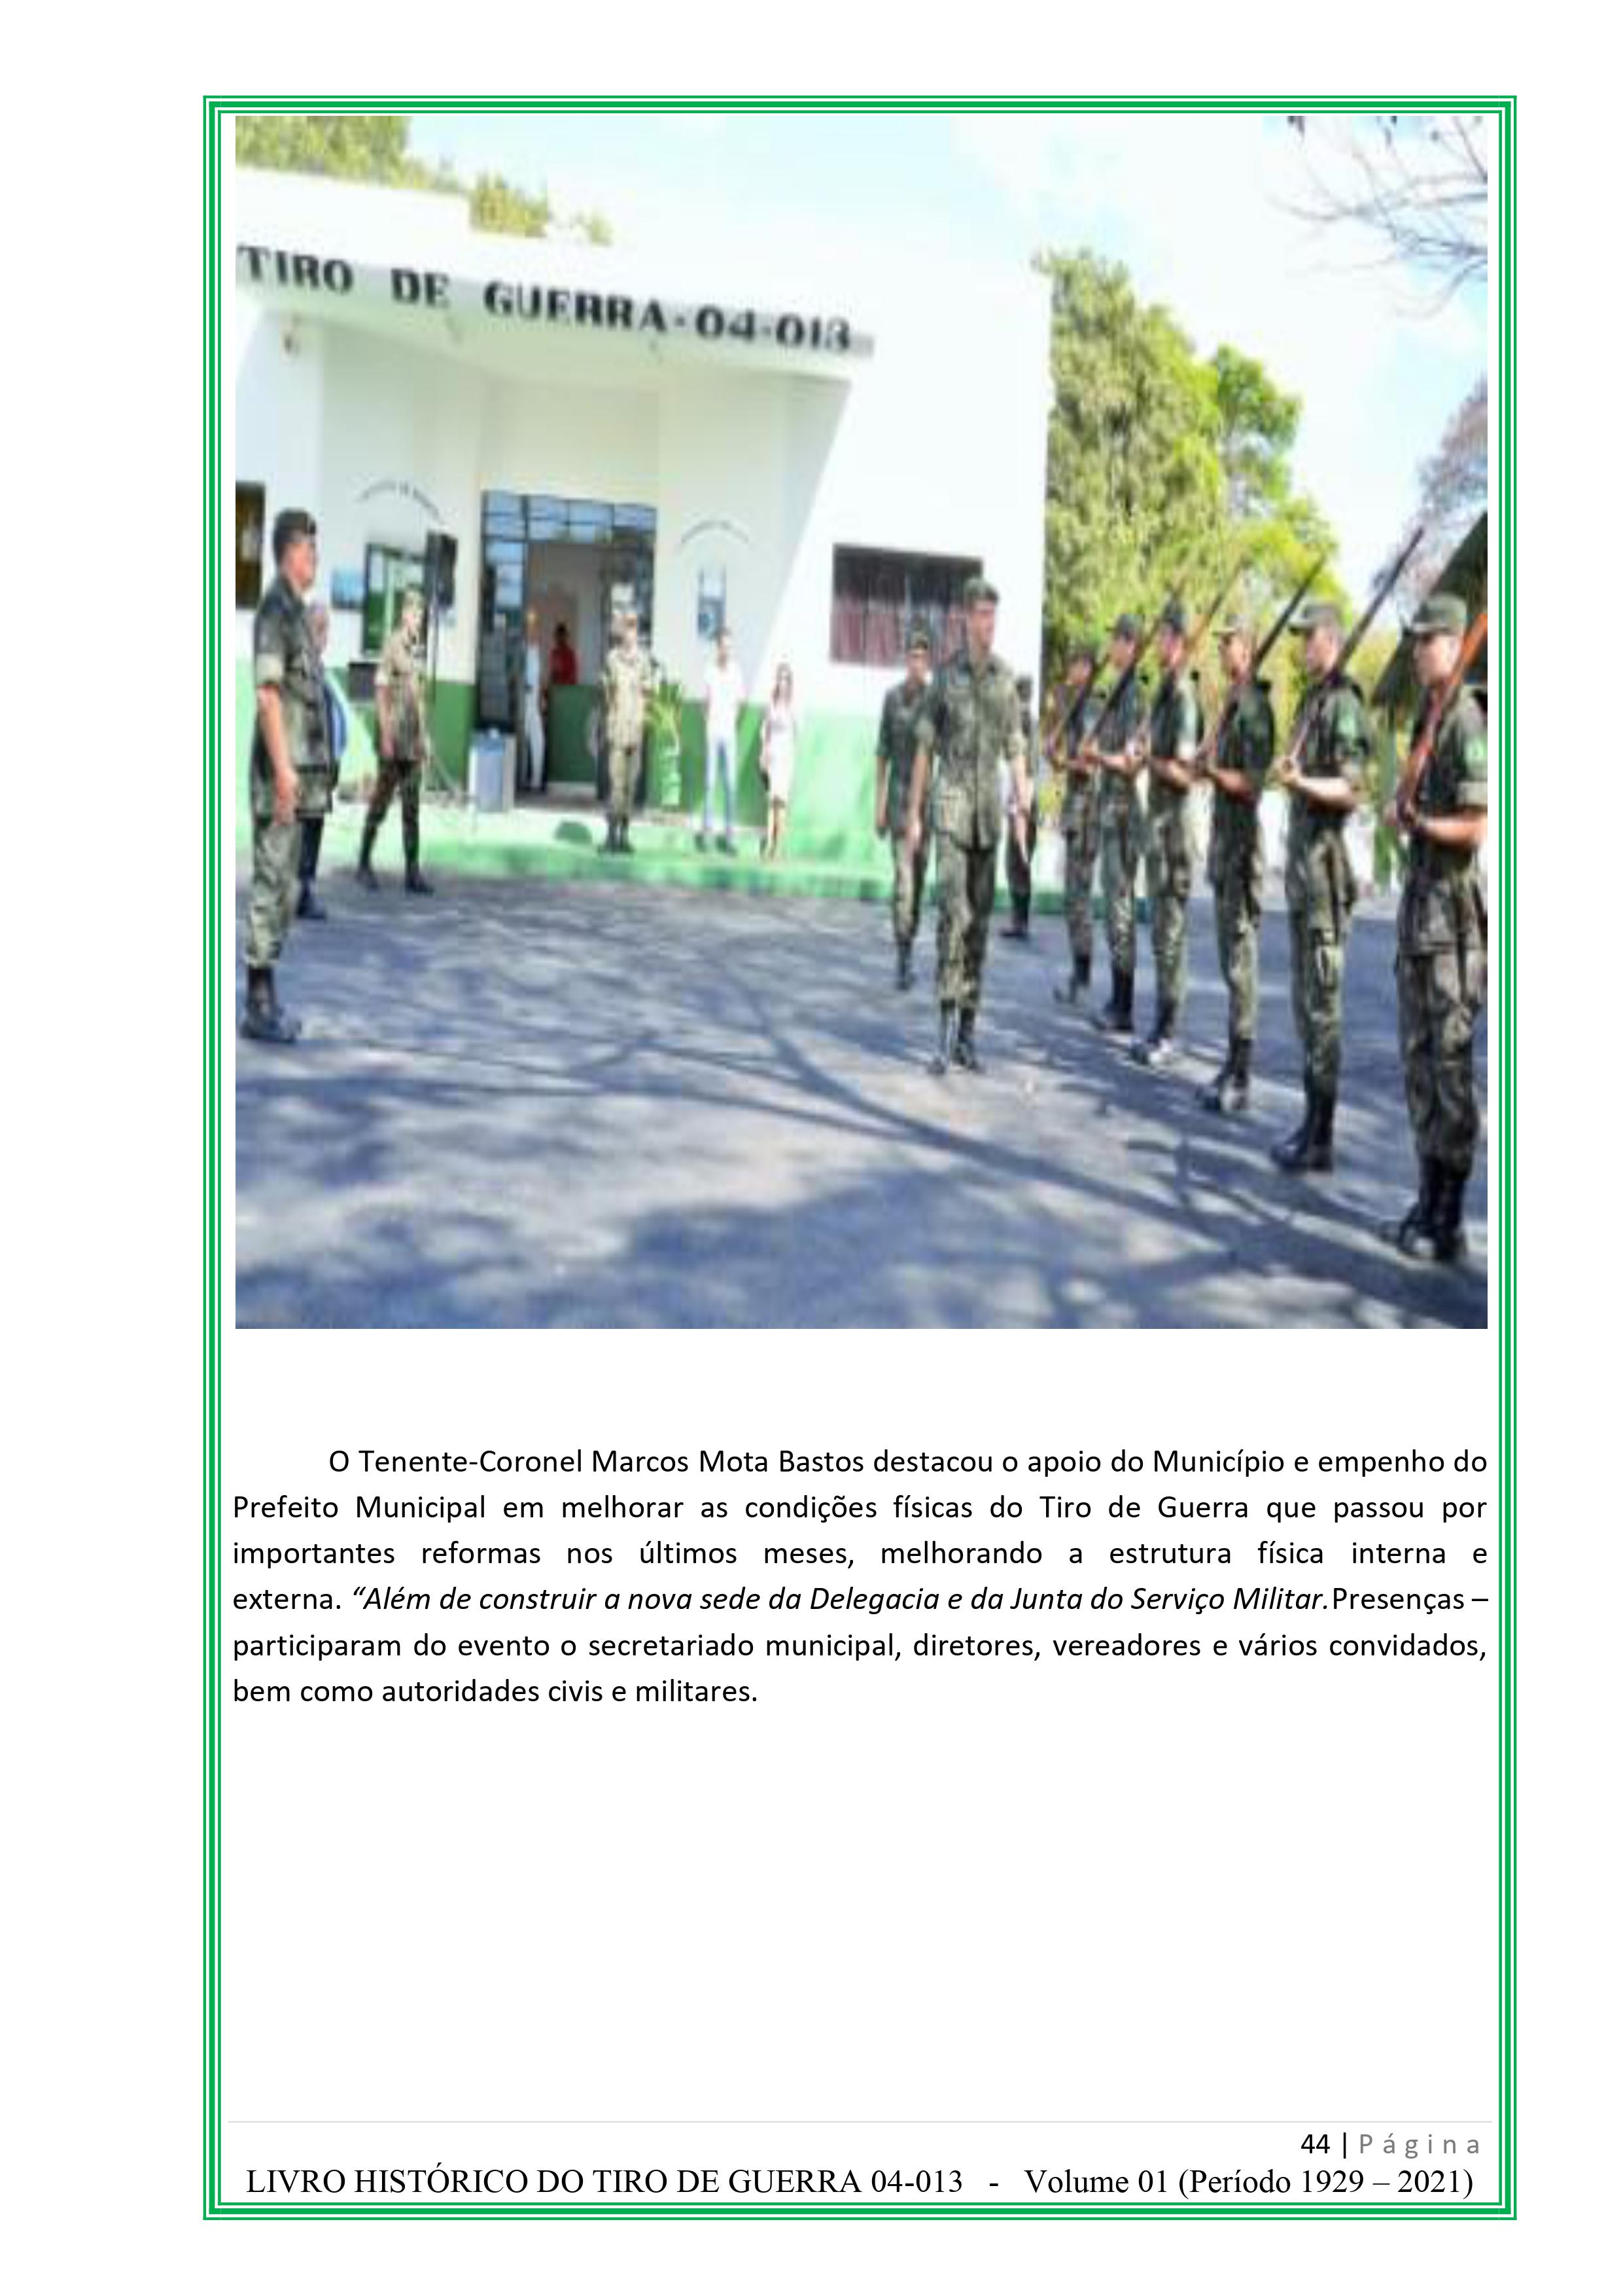 TIRO DE GUERRA-04-013
O Tenente-Coronel Marcos Mota Bastos destacou o apoio do Município e empenho do
Prefeito Municipal em melhorar as condições físicas do Tiro de Guerra que passou por
importantes reformas nos últimos meses, melhorando a estrutura física interna e
externa. “Além de construir a nova sede da Delegacia e da Junta do Serviço Militar.Presenças –
participaram do evento o secretariado municipal, diretores, vereadores e vários convidados,
bem como autoridades civis e militares.
44 | Página
LIVRO HISTÓRICO DO TIRO DE GUERRA 04-013 - Volume 01 (Período 1929 – 2021)